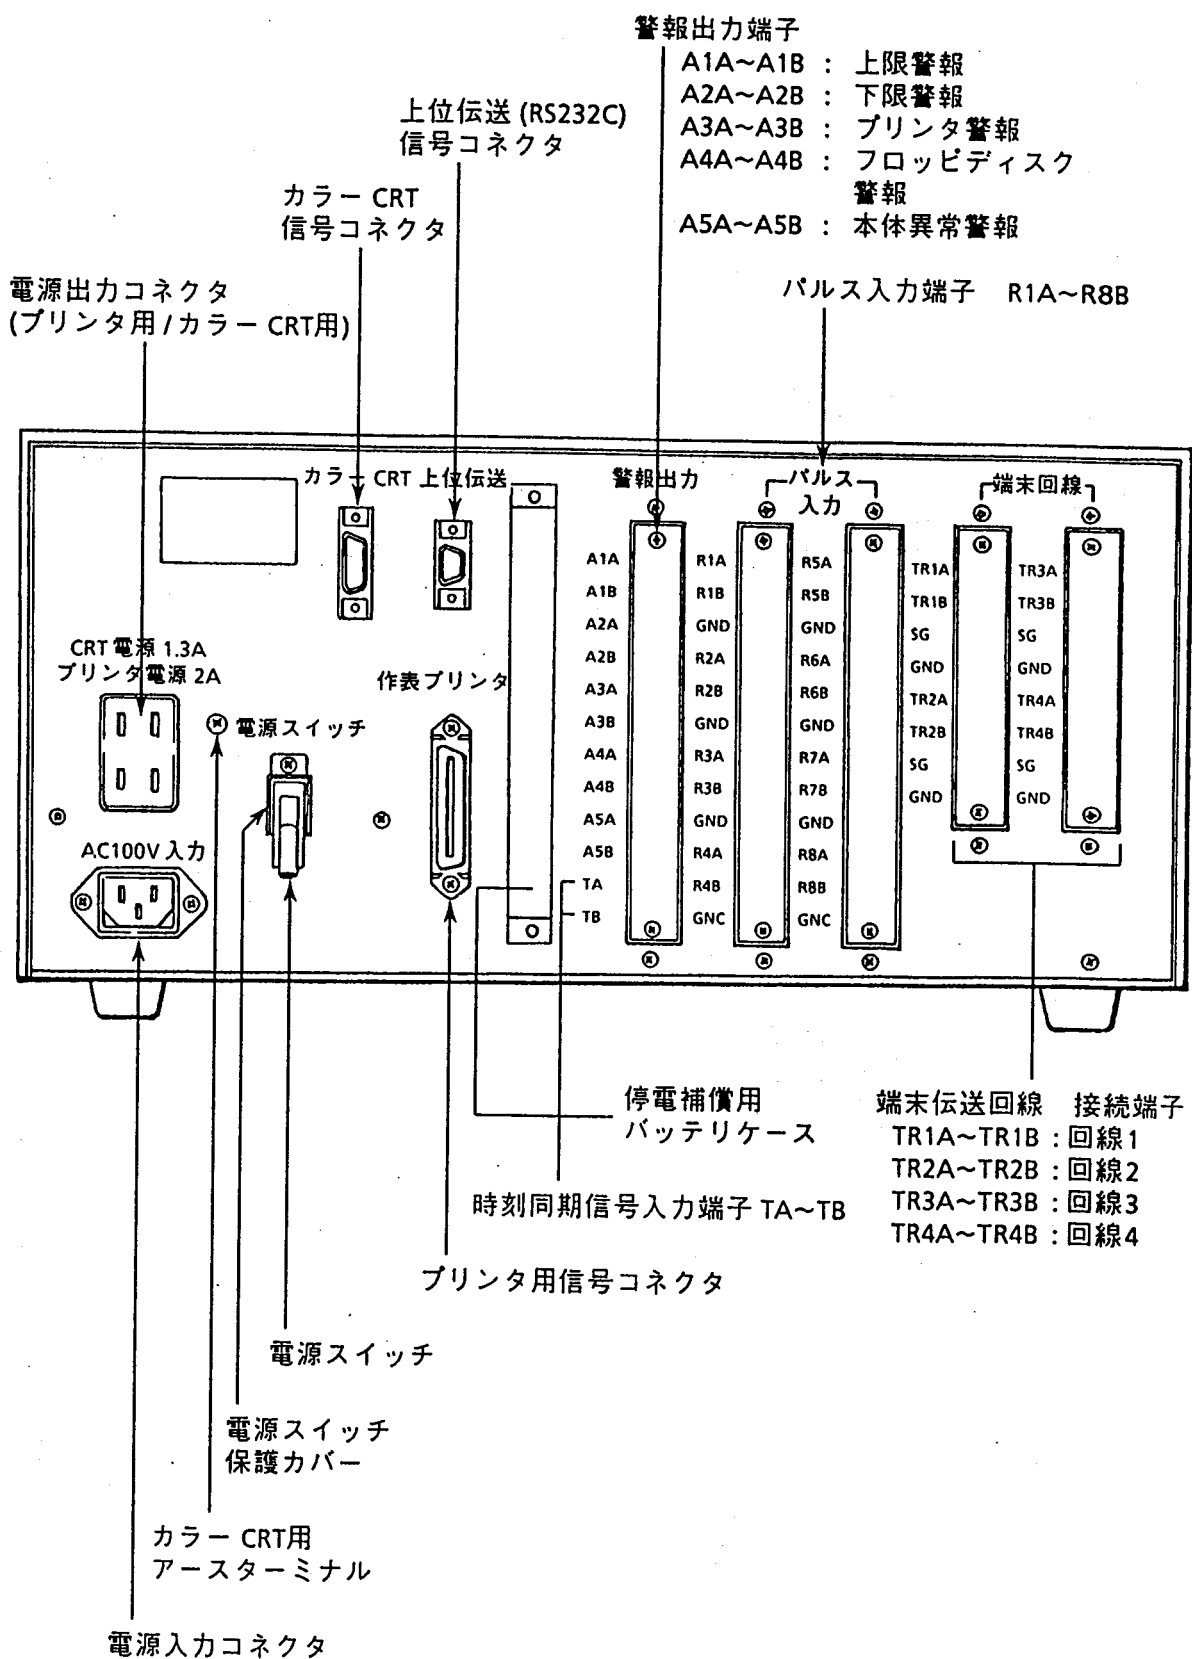 警報出力端子
A1A~A1B : 上限警報
A2A~A2B : 下限警報
A3A~A3B : プリンタ警報
A4A~A4B : フロッピディスク
警報
A5A~A5B : 本体異常警報
上位伝送 (RS232C)
信号コネクタ
カラー CRT
信号コネクタ
電源出力コネクタ
(プリンタ用/カラー CRT用)
パルス入力端子 R1A~R8B
カラー CRT
上位伝送
警報出力
パルス
入力
端末回線
CRT 電源 1.3A
プリンタ電源 2A
電源スイッチ
作表プリンタ
AC100V 入力
A1A
A1B
A2A
A2B
A3A
A3B
A4A
A4B
A5A
A5B
TA
TB
R1A
R1B
GND
R2A
R2B
GND
R3A
R3B
GND
R4A
R4B
GNC
R5A
R5B
GND
R6A
R6B
GND
R7A
R7B
GND
R8A
R8B
GNC
TR1A
TR1B
SG
GND
TR2A
TR2B
SG
GND
TR3A
TR3B
SG
GND
TR4A
TR4B
SG
GND
停電補償用
バッテリケース
時刻同期信号入力端子 TA~TB
プリンタ用信号コネクタ
端末伝送回線 接続端子
TR1A~TR1B : 回線1
TR2A~TR2B : 回線2
TR3A~TR3B : 回線3
TR4A~TR4B : 回線4
電源スイッチ
電源スイッチ
保護カバー
カラー CRT用
アースターミナル
電源入力コネクタ